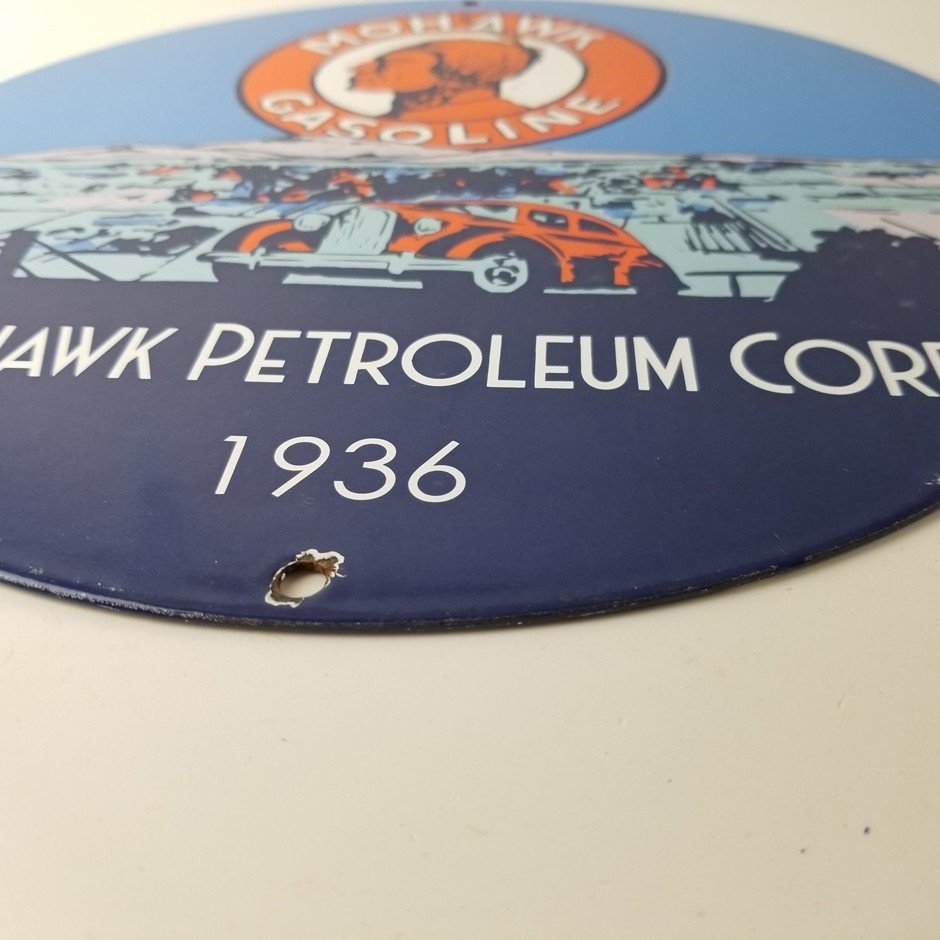 MOHAWK
GASOLINE
HAWK PETROLEUM CORP
1936